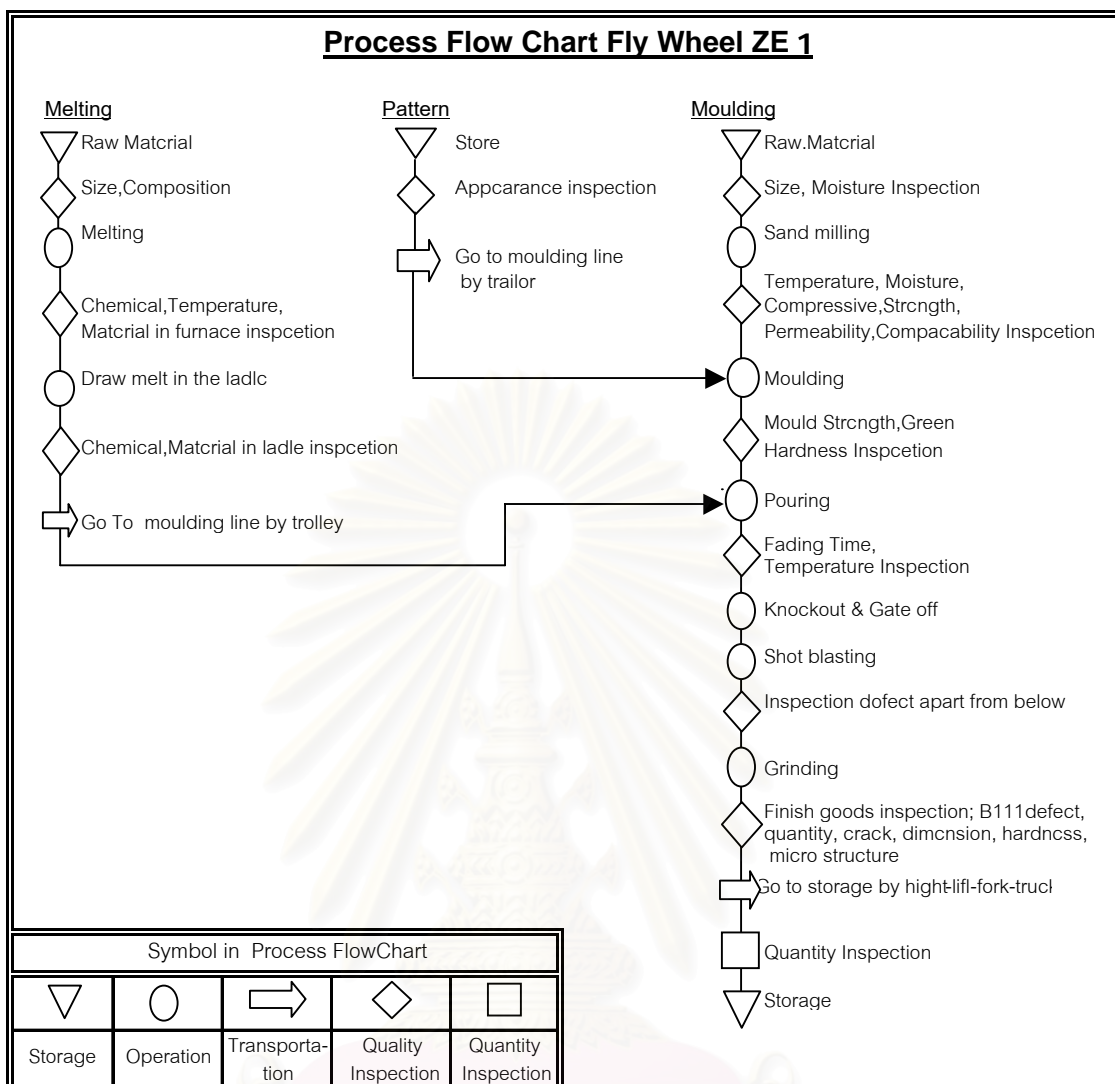 Process Flow Chart Fly Wheel ZE 1
Melting
Raw Matcrial
Size,Composition
Melting
Chemical,Temperature,
Matcrial in furnace inspcetion
Draw melt in the ladlc
Chemical,Matcrial in ladle inspcetion
Go To moulding line by trolley
Pattern
Store
Appcarance inspection
Go to moulding line
by trailor
Moulding
Raw.Matcrial
Size, Moisture Inspection
Sand milling
Temperature, Moisture,
Compressive,Strcngth,
Permeability,Compacability Inspcetion
Moulding
Mould Strcngth,Green
Hardness Inspcetion
Pouring
Fading Time,
Temperature Inspection
Knockout & Gate off
Shot blasting
Inspection dofect apart from below
Grinding
Finish goods inspection; B111defect,
quantity, crack, dimcnsion, hardncss,
micro structure
Go to storage by hight-lifl-fork-truck
Quantity Inspection
Storage
Symbol in Process FlowChart
Storage
Operation
Transporta-
tion
Quality
Inspection
Quantity
Inspection